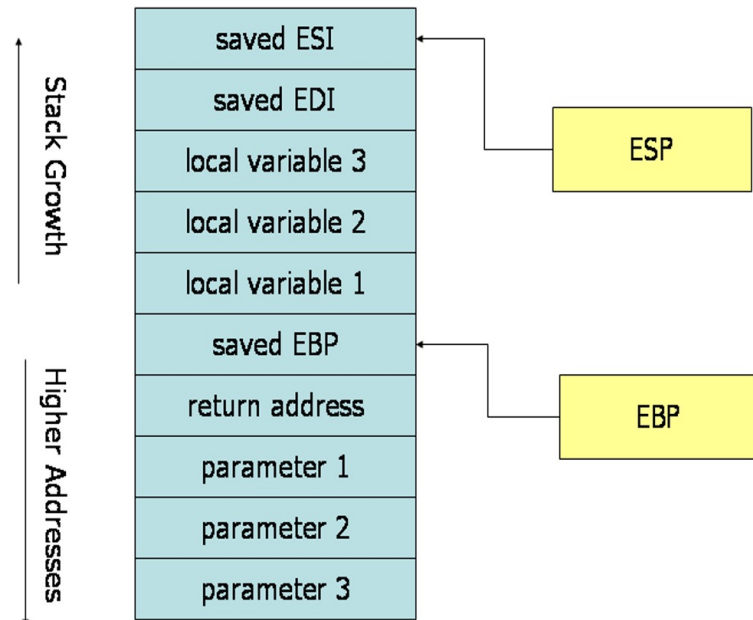 saved ESI
saved EDI
local variable 3
local variable 2
local variable 1
saved EBP
return address
parameter 1
parameter 2
parameter 3
Stack Growth
Higher Addresses
ESP
EBP